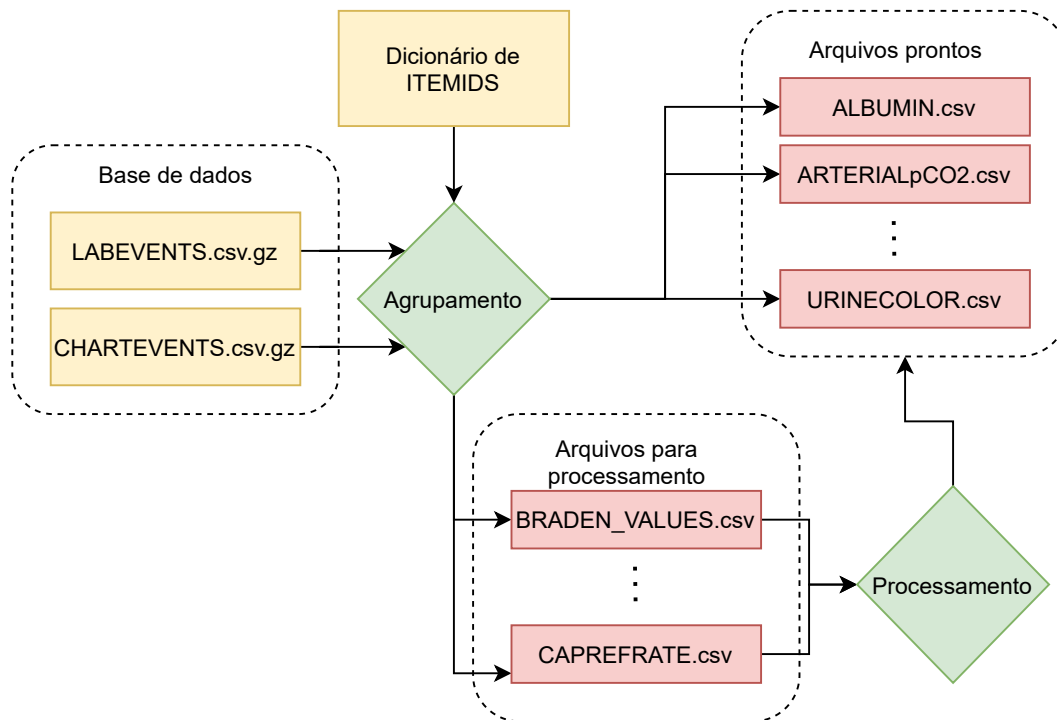 Dicionário de
ITEMIDS
Base de dados
LABEVENTS.csv.gz
CHARTEVENTS.csv.gz
Agrupamento
Arquivos prontos
ALBUMIN.csv
ARTERIALpCO2.csv
URINECOLOR.csv
Arquivos para
processamento
BRADEN_VALUES.csv
CAPREFRATE.csv
Processamento